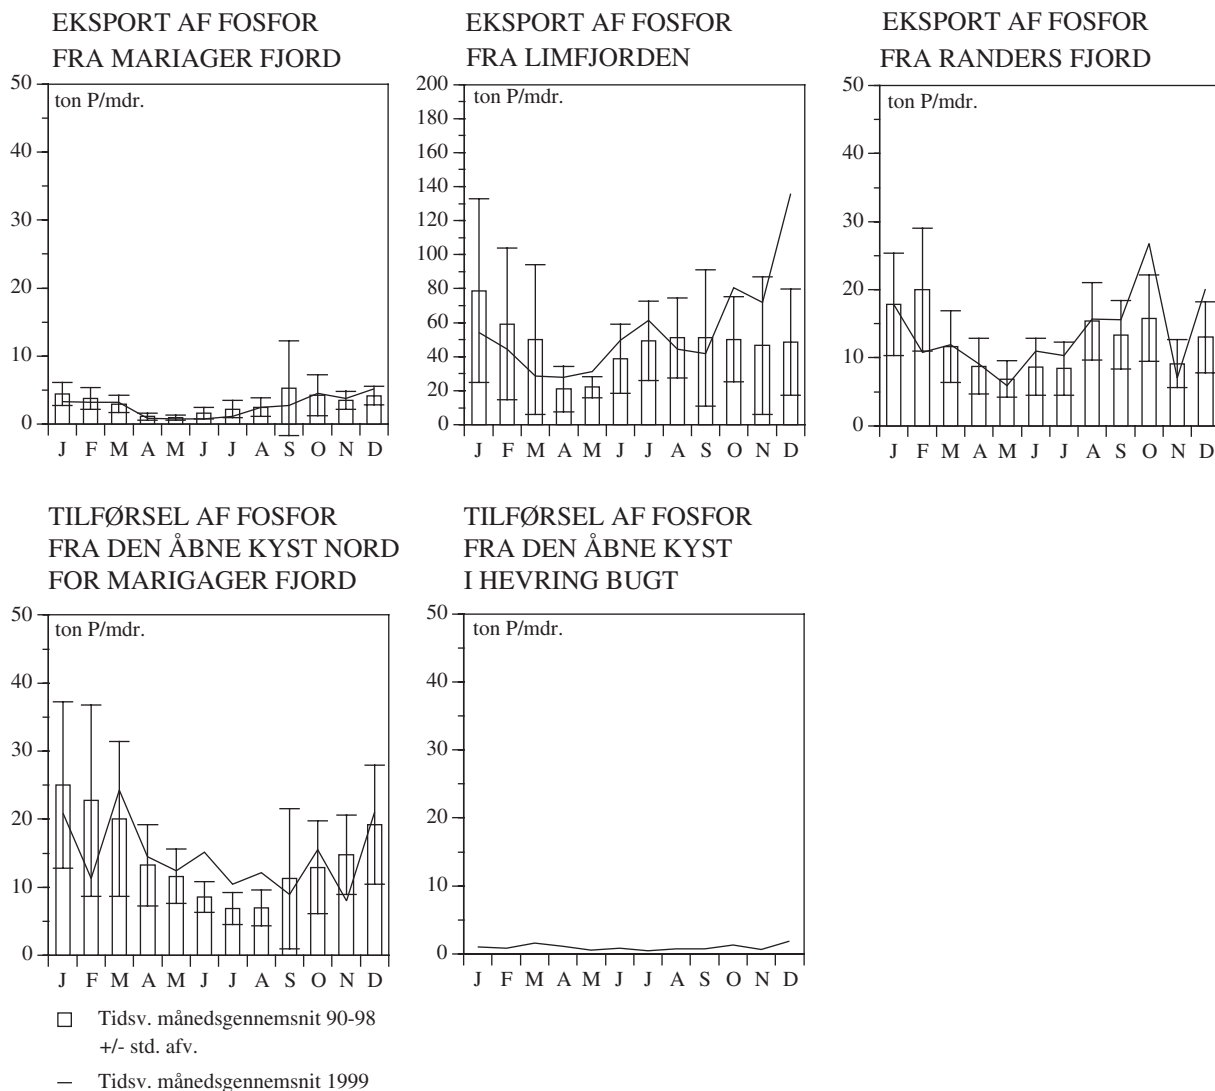 EKSPORT AF FOSFOR
FRA MARIAGER FJORD
50
ton P/mdr.
40
30
20
10
0
J F M A M J J A S O N D
EKSPORT AF FOSFOR
FRA LIMFJORDEN
200
ton P/mdr.
180
160
140
120
100
80
60
40
20
0
J F M A M J J A S O N D
EKSPORT AF FOSFOR
FRA RANDERS FJORD
50
ton P/mdr.
40
30
20
10
0
J F M A M J J A S O N D
TILFØRSEL AF FOSFOR
FRA DEN ÅBNE KYST NORD
FOR MARIGAGER FJORD
50
ton P/mdr.
40
30
20
10
0
J F M A M J J A S O N D
TILFØRSEL AF FOSFOR
FRA DEN ÅBNE KYST
I HEVRING BUGT
50
ton P/mdr.
40
30
20
10
0
J F M A M J J A S O N D
Tidsv. månedsgennemsnit 90-98
+/- std. afv.
Tidsv. månedsgennemsnit 1999